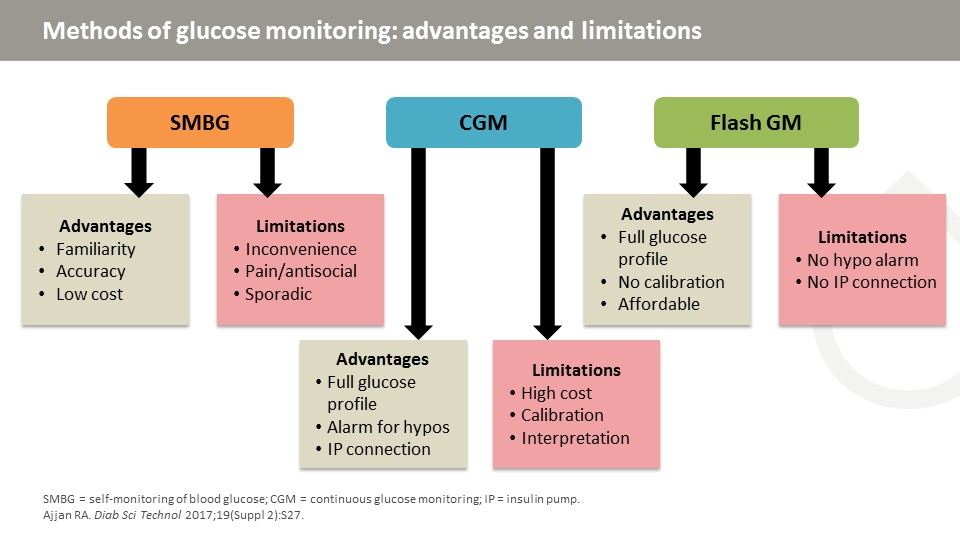 Methods of glucose monitoring: advantages and limitations
SMBG
CGM
Flash GM
Advantages
• Familiarity
• Accuracy
• Low cost
Limitations
• Inconvenience
• Pain/antisocial
• Sporadic
Advantages
• Full glucose
profile
• Alarm for hypos
• IP connection
Limitations
• High cost
• Calibration
• Interpretation
Advantages
• Full glucose
profile
• No calibration
• Affordable
Limitations
• No hypo alarm
• No IP connection
SMBG = self-monitoring of blood glucose; CGM = continuous glucose monitoring; IP = insulin pump.
Ajjan RA. Diab Sci Technol 2017;19(Suppl 2):S27.